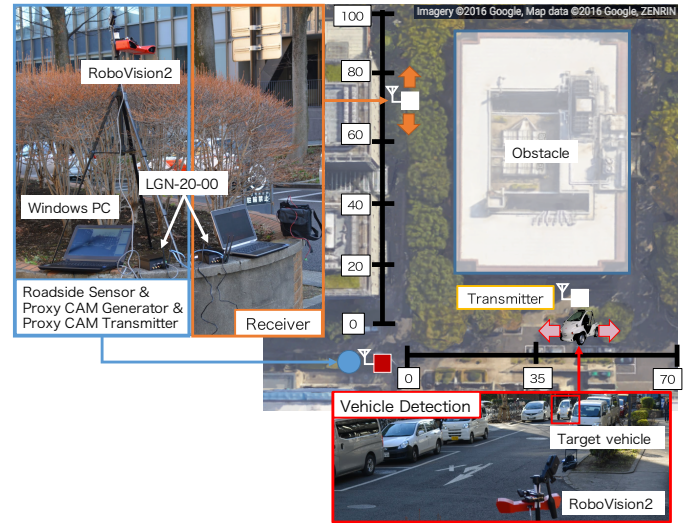 Imagery ©2016 Google, Map data ©2016 Google, ZENRIN
RoboVision2
LGN-20-00
Windows PC
Roadside Sensor &
Proxy CAM Generator &
Proxy CAM Transmitter
Receiver
100
80
60
40
20
0
Obstacle
Transmitter
0
35
70
Vehicle Detection
Target vehicle
RoboVision2